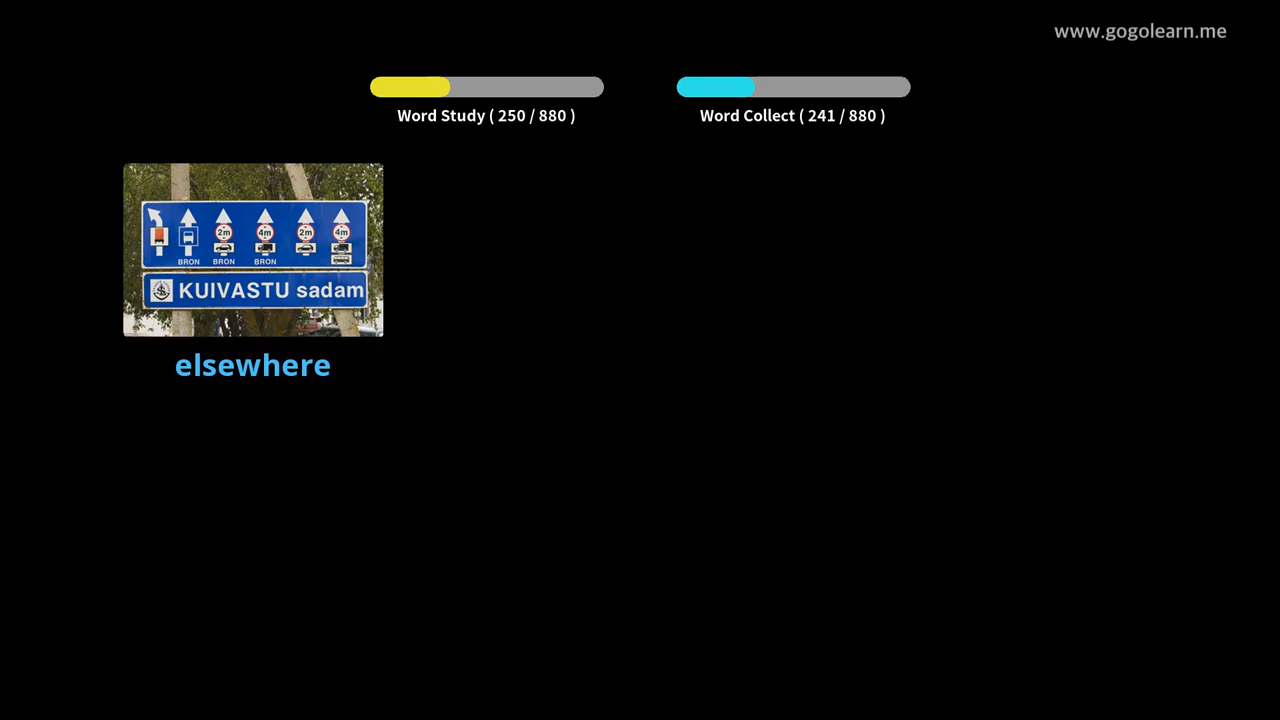 www.gogolearn.me
Word Study ( 250 / 880 )
Word Collect ( 241 / 880 )
2m 4m 2m 4m
BRON BRON BRON
KUIVASTU sadam
elsewhere